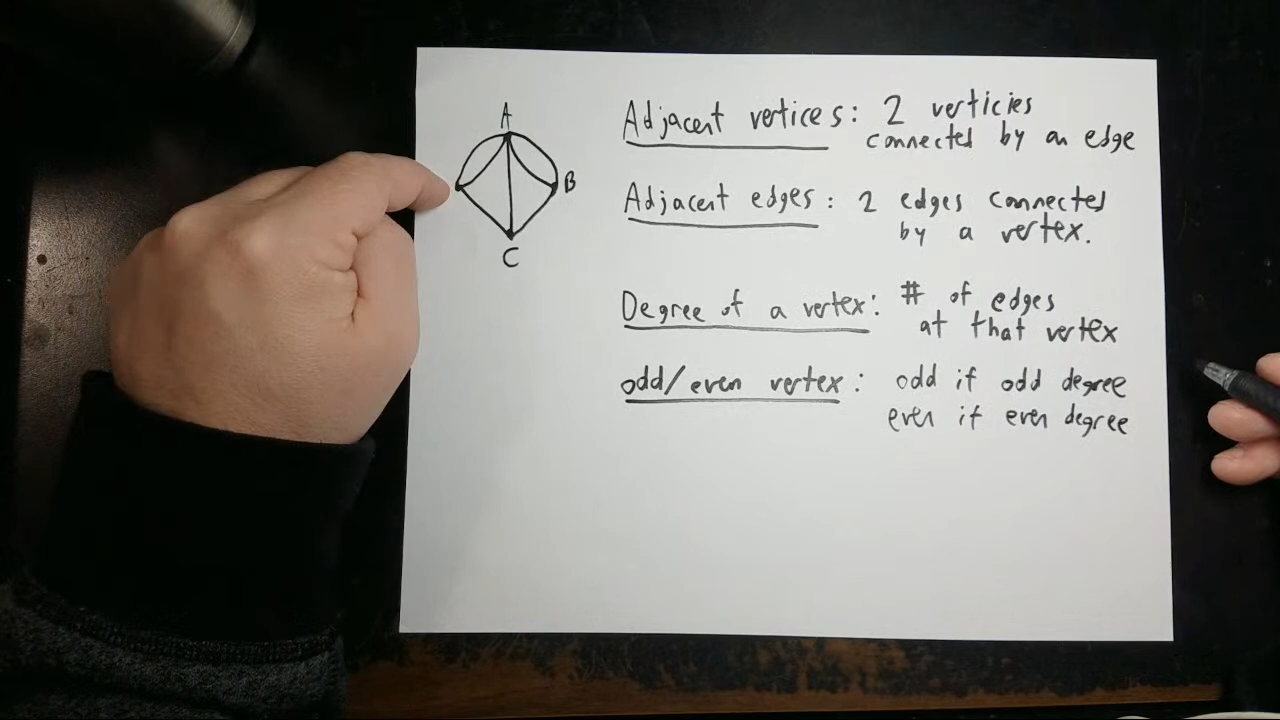 A
B
C
Adjacent vertices: 2 verticies
connected by an edge
Adjacent edges: 2 edges connected
by a vertex.
Degree of a vertex: # of edges
at that vertex
odd/even vertex: odd if odd degree
even if even degree